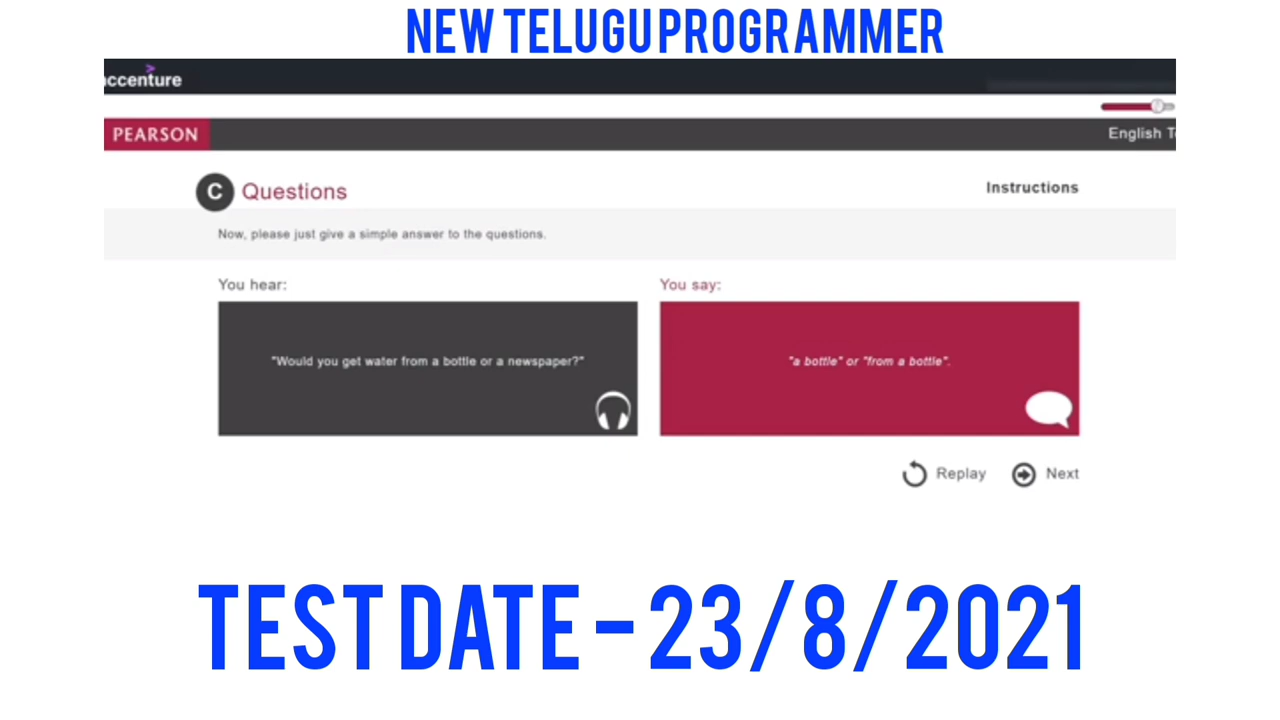 NEW TELUGU PROGRAMMER
accenture
PEARSON
English
C Questions
Instructions
Now, please just give a simple answer to the questions.
You hear:
You say:
"Would you get water from a bottle or a newspaper?"
"a bottle" or "from a bottle".
Replay
Next
TEST DATE - 23/8/2021